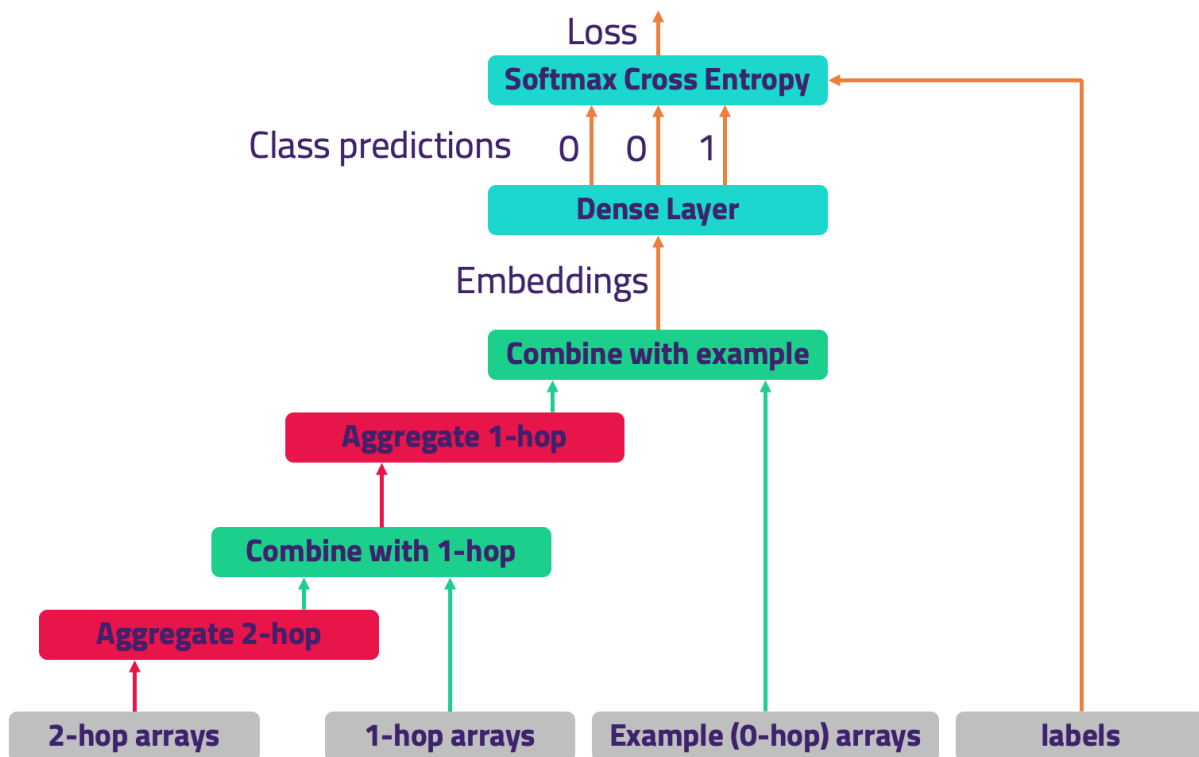 Loss
Softmax Cross Entropy
Class predictions 0 0 1
Dense Layer
Embeddings
Combine with example
Aggregate 1-hop
Combine with 1-hop
Aggregate 2-hop
2-hop arrays
1-hop arrays
Example (0-hop) arrays
labels